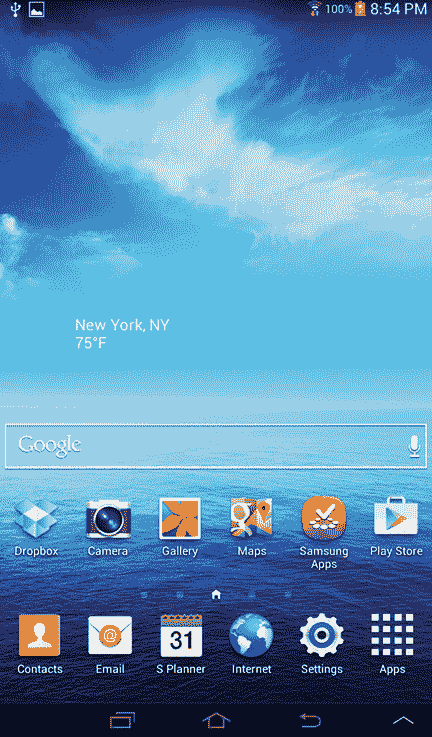 100% 8:54 PM
New York, NY
75°F
Google
Dropbox Camera Gallery Maps Samsung Apps Play Store
31
Contacts Email S Planner Internet Settings Apps